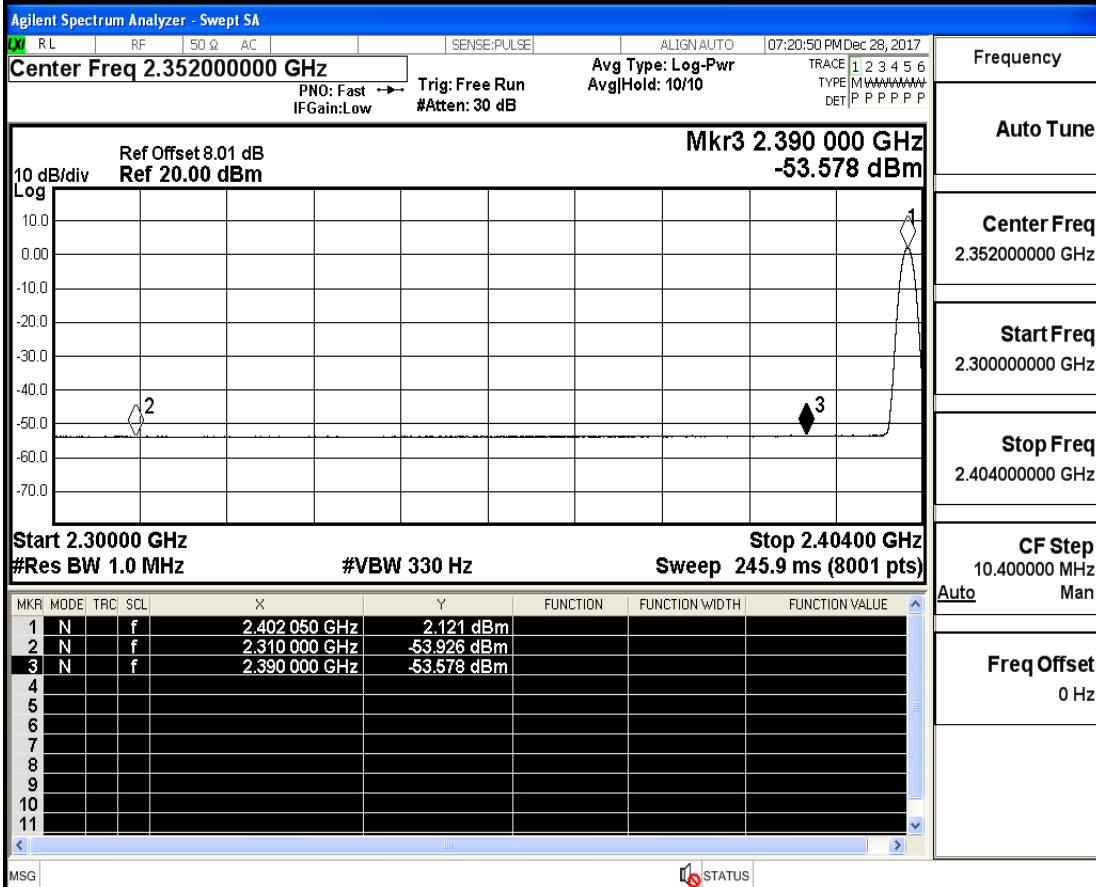 Agilent Spectrum Analyzer - Swept SA
LXI RL RF 50 Ω AC SENSE:PULSE ALIGN AUTO 07:20:50 PM Dec 28, 2017
Center Freq 2.352000000 GHz
PNO: Fast
IFGain:Low
Trig: Free Run
#Atten: 30 dB
Avg Type: Log-Pwr
Avg|Hold: 10/10
TRACE 1 2 3 4 5 6
TYPE M
DET P P P P P P
Mkr3 2.390 000 GHz
-53.578 dBm
Ref Offset 8.01 dB
10 dB/div Ref 20.00 dBm
Log
10.0
0.00
-10.0
-20.0
-30.0
-40.0
-50.0
-60.0
-70.0
1
2
3
Start 2.30000 GHz Stop 2.40400 GHz
#Res BW 1.0 MHz #VBW 330 Hz Sweep 245.9 ms (8001 pts)
MKR MODE TRC SCL X Y FUNCTION FUNCTION WIDTH FUNCTION VALUE
1 N f 2.402 050 GHz 2.121 dBm
2 N f 2.310 000 GHz -53.926 dBm
3 N f 2.390 000 GHz -53.578 dBm
4
5
6
7
8
9
10
11
MSG STATUS
Frequency
Auto Tune
Center Freq
2.352000000 GHz
Start Freq
2.300000000 GHz
Stop Freq
2.404000000 GHz
CF Step
10.400000 MHz
Auto Man
Freq Offset
0 Hz